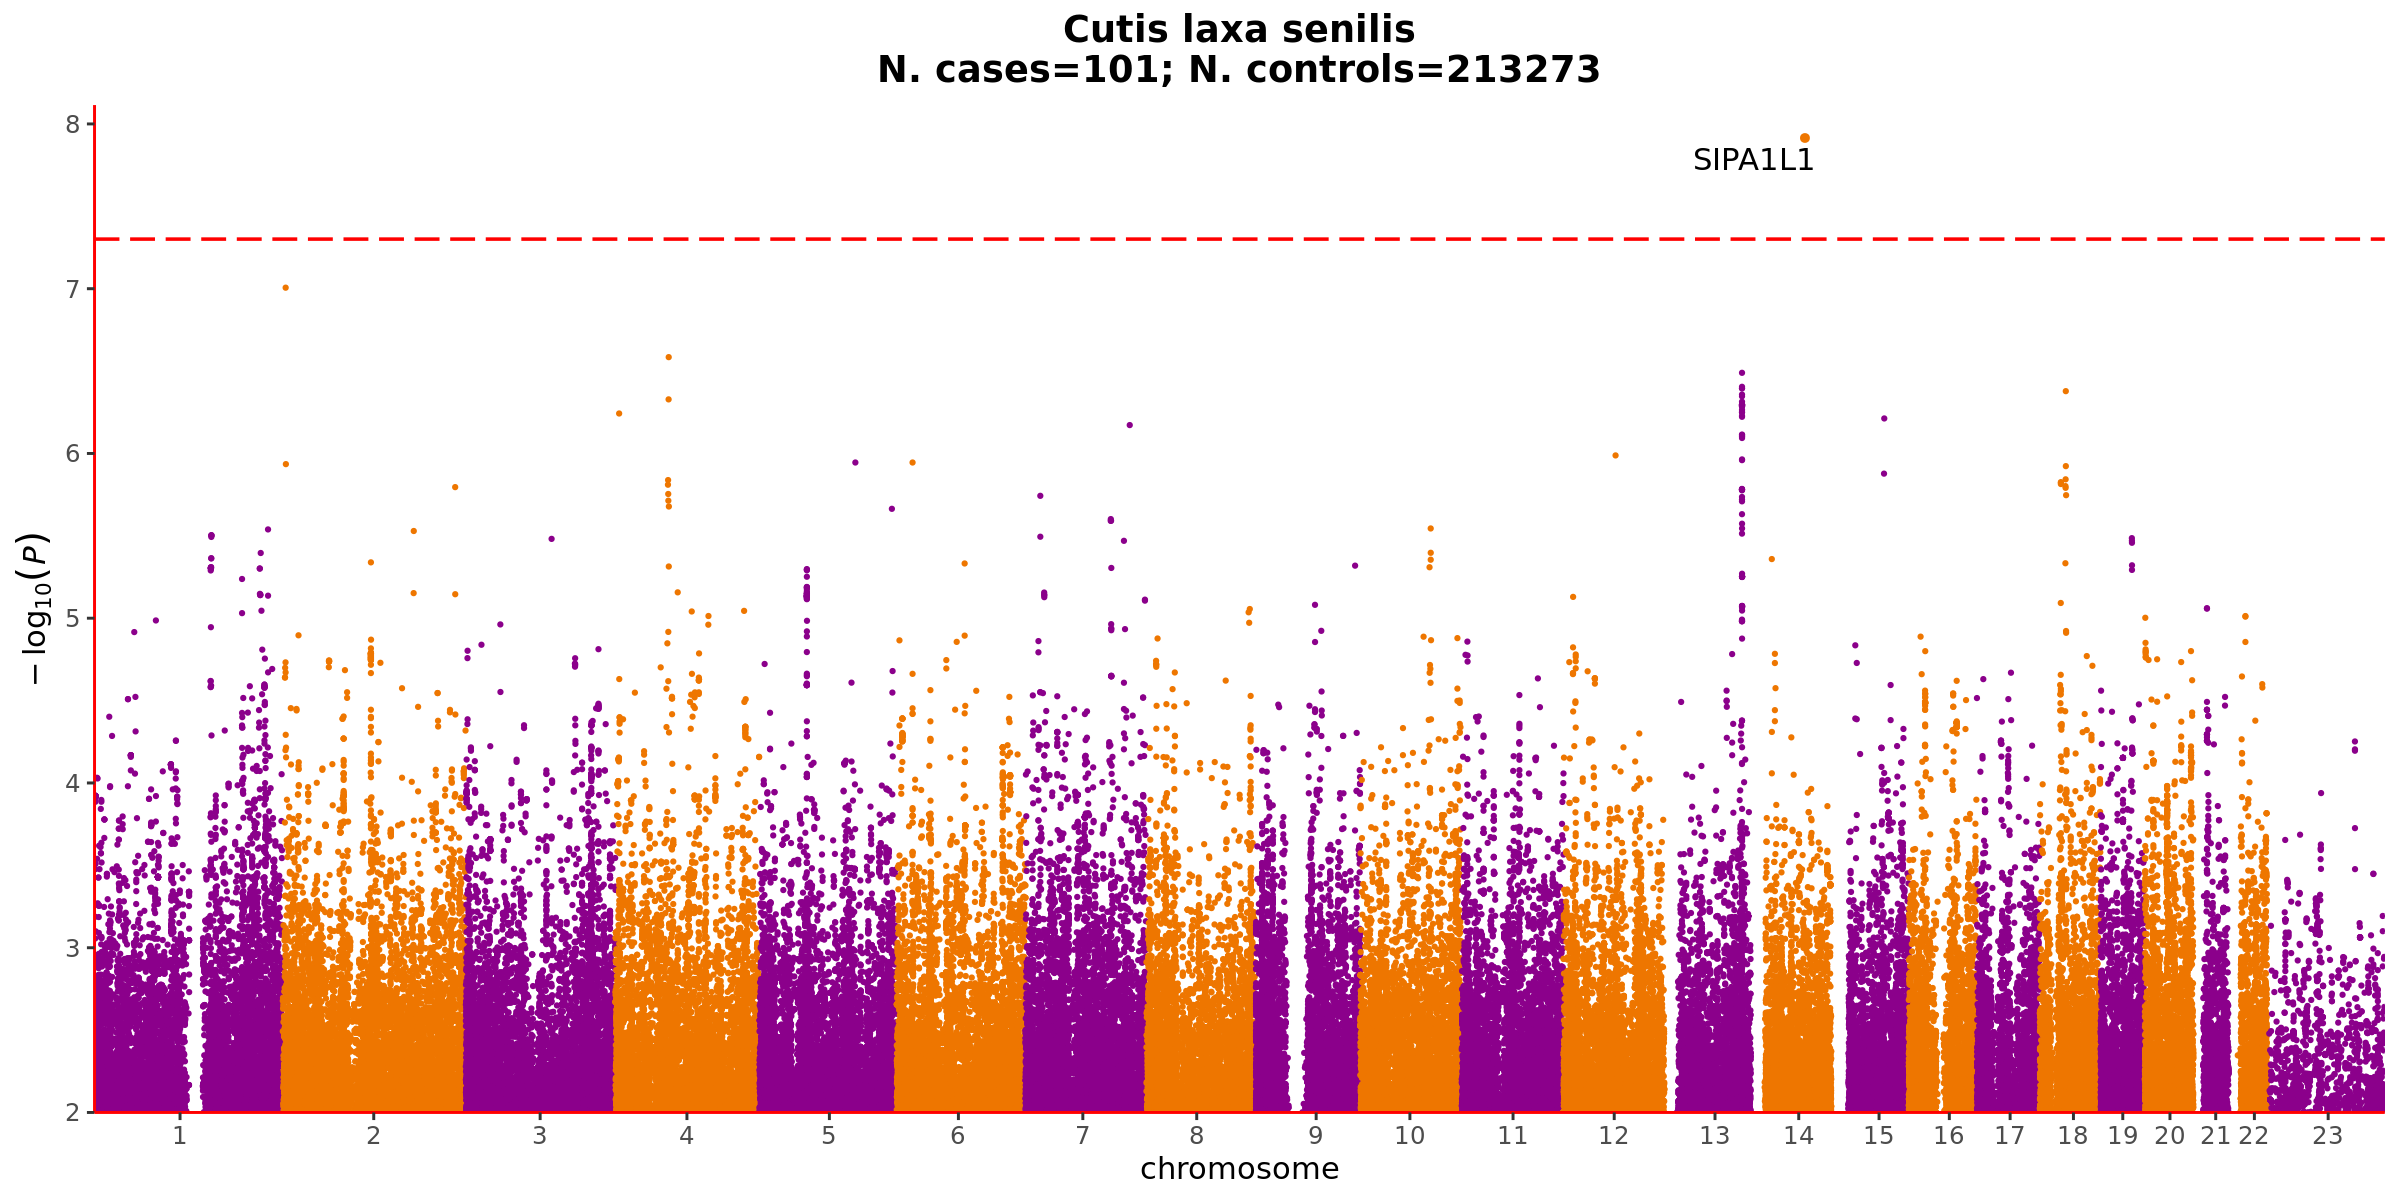 Cutis laxa senilis
N. cases=101; N. controls=213273
8
SIPA1L1
7
6
− log₁₀(P)
5
4
3
2
1 2 3 4 5 6 7 8 9 10 11 12 13 14 15 16 17 18 19 20 21 22 23
chromosome